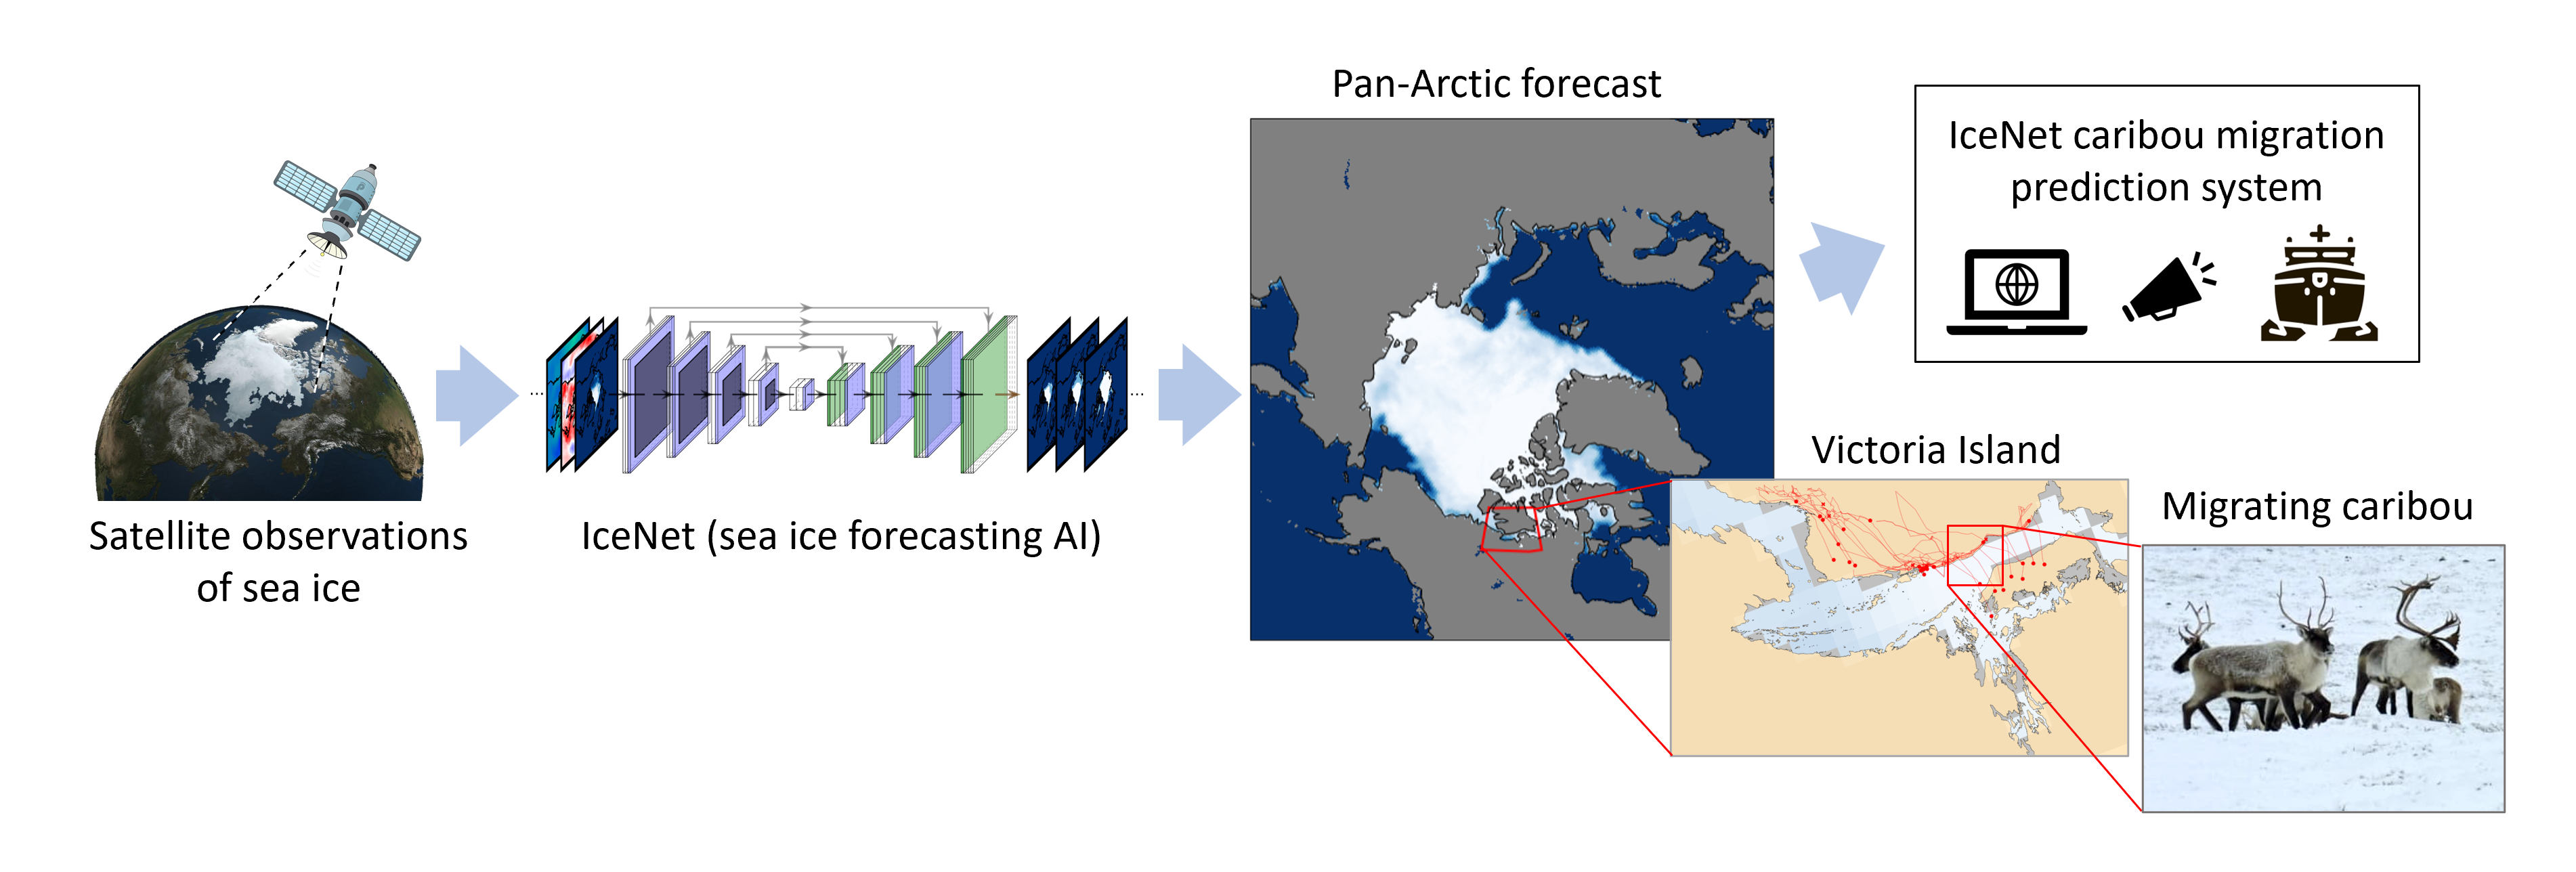 Satellite observations
of sea ice
IceNet (sea ice forecasting AI)
Pan-Arctic forecast
IceNet caribou migration
prediction system
Victoria Island
Migrating caribou